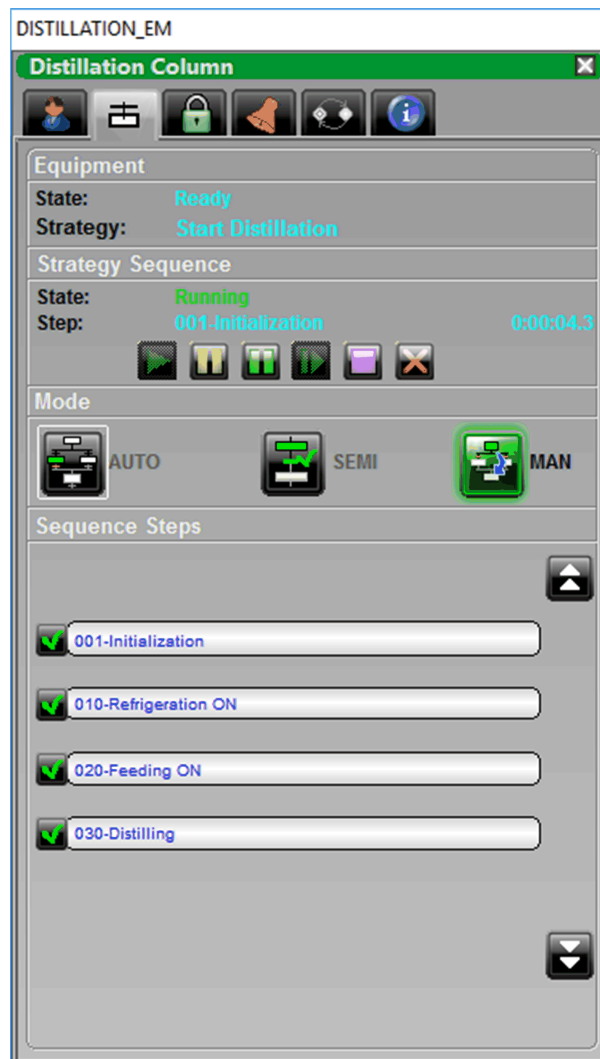 DISTILLATION_EM
Distillation Column
Equipment
State: Ready
Strategy: Start Distillation
Strategy Sequence
State: Running
Step: 001-Initialization 0:00:04.3
Mode
AUTO SEMI MAN
Sequence Steps
001-Initialization
010-Refrigeration ON
020-Feeding ON
030-Distilling